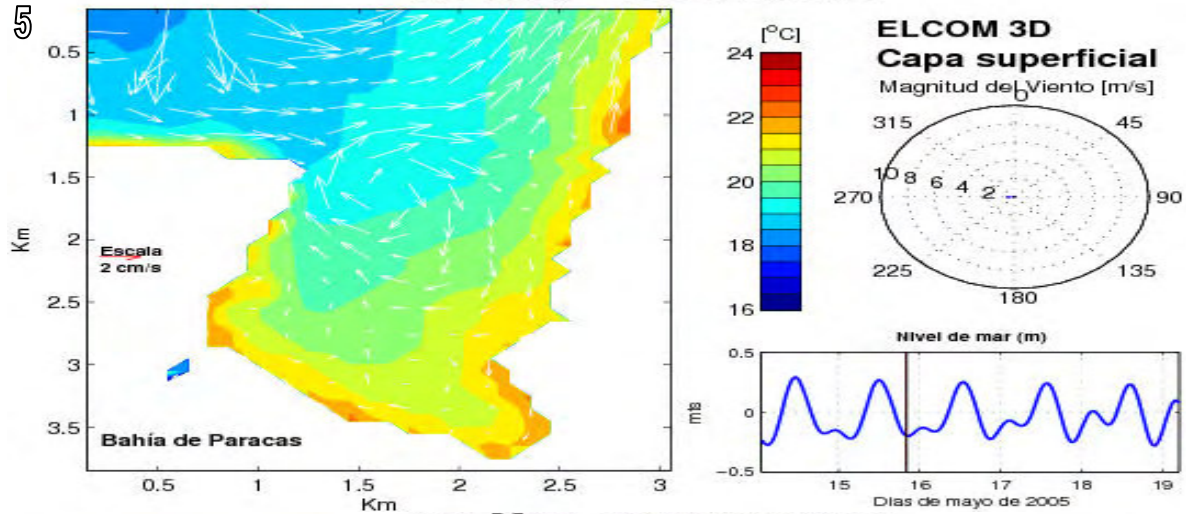 5
0.5
1
1.5
2
2.5
3
3.5
Km
Escala
2 cm/s
Bahía de Paracas
0.5 1 1.5 2 2.5 3
Km
[°C]
24
22
20
18
16
ELCOM 3D
Capa superficial
Magnitud del Viento [m/s]
0
315 45
10 8 6 4 2
270 90
225 135
180
Nivel de mar (m)
0.5
0
−0.5
mts
15 16 17 18 19
Días de mayo de 2005